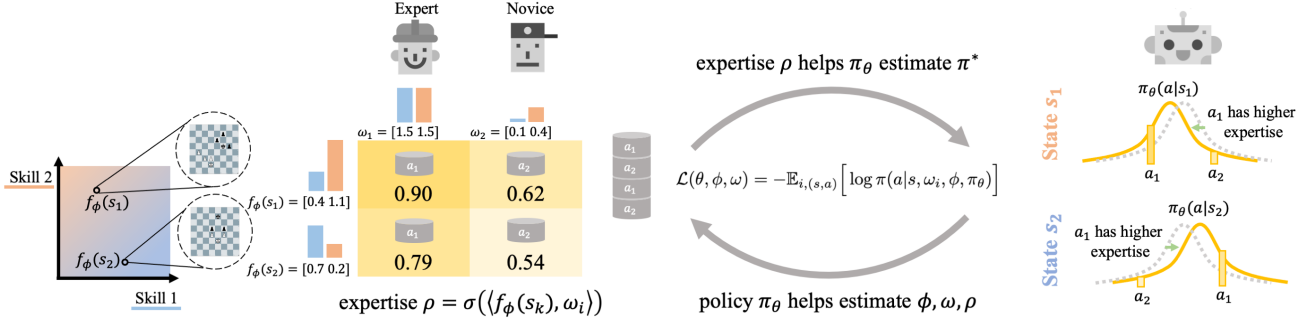 Skill 2
f_ϕ(s_1)
f_ϕ(s_2)
Skill 1
Expert
Novice
ω_1 = [1.5 1.5]
ω_2 = [0.1 0.4]
f_ϕ(s_1) = [0.4 1.1]
f_ϕ(s_2) = [0.7 0.2]
a_1
0.90
a_2
0.62
a_1
0.79
a_2
0.54
expertise ρ = σ(⟨f_ϕ(s_k), ω_i⟩)
a_1
a_2
a_1
a_2
expertise ρ helps π_θ estimate π*
ℒ(θ, ϕ, ω) = −𝔼_{i,(s,a)}[log π(a|s, ω_i, ϕ, π_θ)]
policy π_θ helps estimate ϕ, ω, ρ
State s_1
π_θ(a|s_1)
a_1 has higher
expertise
a_1
a_2
State s_2
π_θ(a|s_2)
a_1 has higher
expertise
a_2
a_1